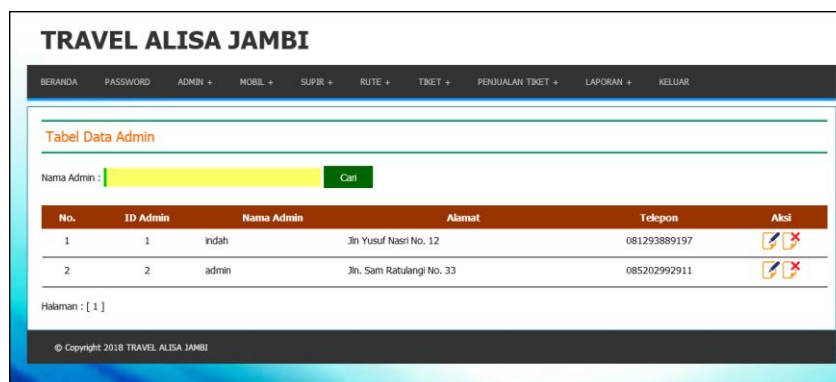 TRAVEL ALISA JAMBI
BERANDA PASSWORD ADMIN + MOBIL + SUPIR + RUTE + TIKET + PENJUALAN TIKET + LAPORAN + KELUAR
Tabel Data Admin
Nama Admin : Cari
No. ID Admin Nama Admin Alamat Telepon Aksi
1 1 indah Jln Yusuf Nasri No. 12 081293889197
2 2 admin Jln. Sam Ratulangi No. 33 085202992911
Halaman : [ 1 ]
© Copyright 2018 TRAVEL ALISA JAMBI